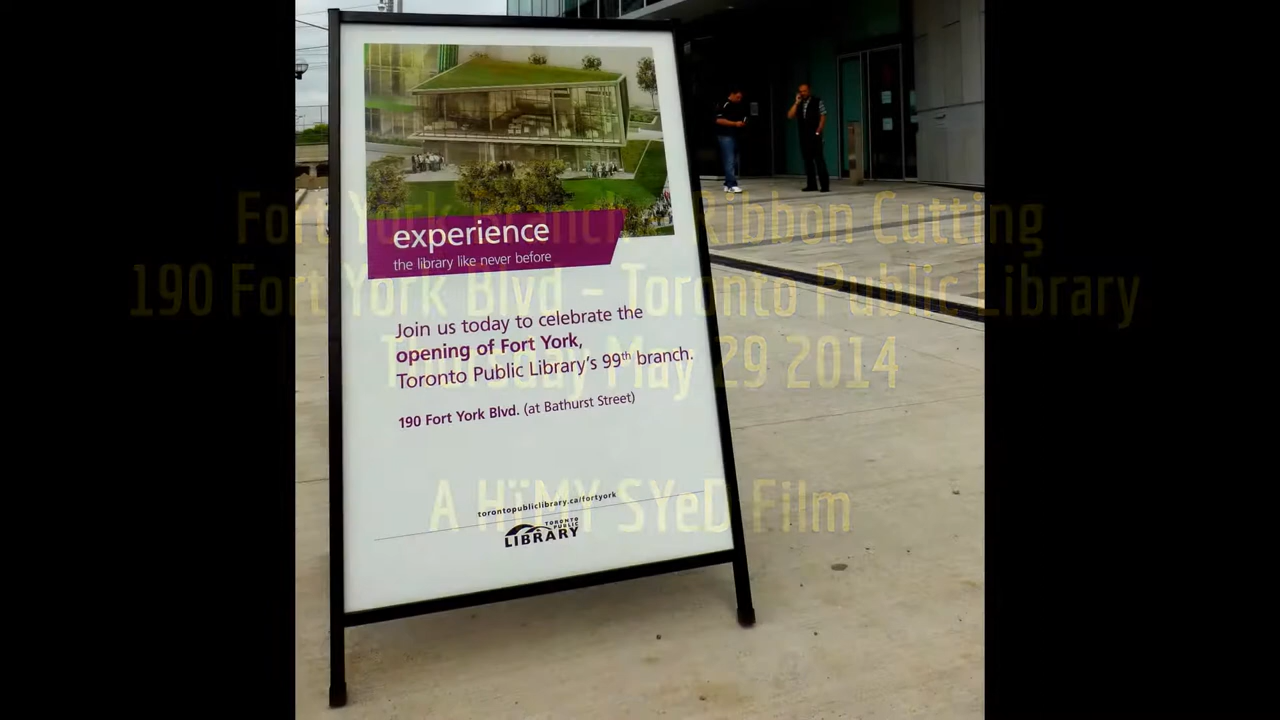 experience
the library like never before
Join us today to celebrate the
opening of Fort York,
Toronto Public Library's 99th branch.
190 Fort York Blvd. (at Bathurst Street)
torontopubliclibrary.ca/fortyork
TORONTO
PUBLIC
LIBRARY
Fort York Branch - Ribbon Cutting
190 Fort York Blvd - Toronto Public Library
Thursday May 29 2014
A HïMY SYeD Film